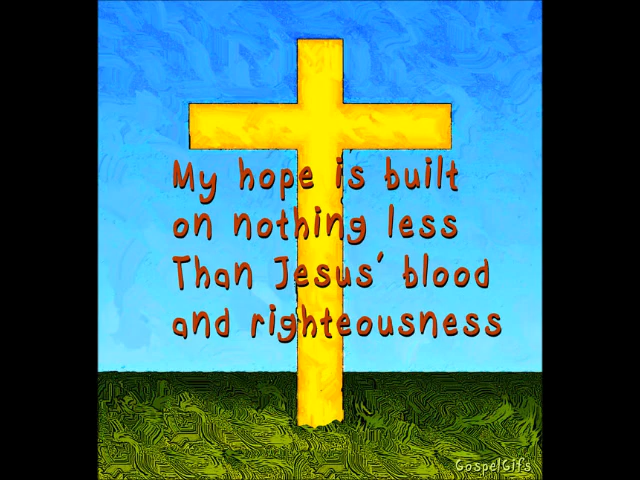 My hope is built
on nothing less
Than Jesus' blood
and righteousness
GospelGifs